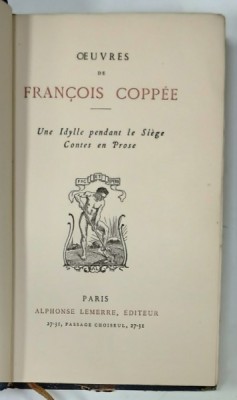 ŒUVRES
DE
FRANÇOIS COPPÉE
Une Idylle pendant le Siège
Contes en Prose
PARIS
ALPHONSE LEMERRE, ÉDITEUR
27-31, PASSAGE CHOISEUL, 27-31